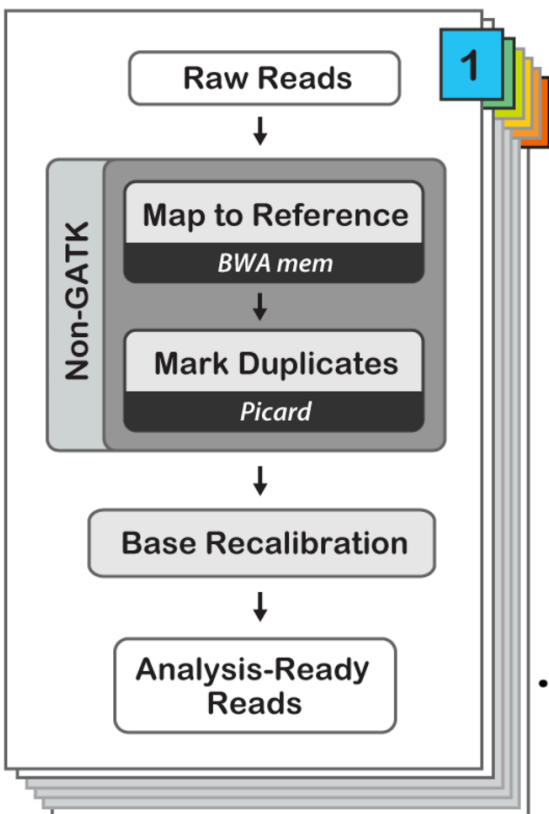 1
Raw Reads
Non-GATK
Map to Reference
BWA mem
Mark Duplicates
Picard
Base Recalibration
Analysis-Ready
Reads